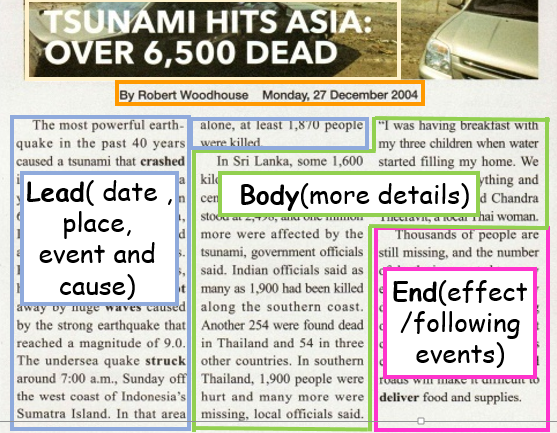 TSUNAMI HITS ASIA:
OVER 6,500 DEAD
By Robert Woodhouse Monday, 27 December 2004
The most powerful earth-
quake in the past 40 years
caused a tsunami that crashed
Lead( date ,
place,
event and
cause)
away by huge waves caused
by the strong earthquake that
reached a magnitude of 9.0.
The undersea quake struck
around 7:00 a.m., Sunday off
the west coast of Indonesia's
Sumatra Island. In that area
alone, at least 1,870 people
were killed.
In Sri Lanka, some 1,600
Body(more details)
stood at 2,498, and one million
more were affected by the
tsunami, government officials
said. Indian officials said as
many as 1,900 had been killed
along the southern coast.
Another 254 were found dead
in Thailand and 54 in three
other countries. In southern
Thailand, 1,900 people were
hurt and many more were
missing, local officials said.
"I was having breakfast with
my three children when water
started filling my home. We
ything and
d Chandra
Theeravit, a local Thai woman.
Thousands of people are
still missing, and the number
End(effect
/following
events)
roads will make it difficult to
deliver food and supplies.